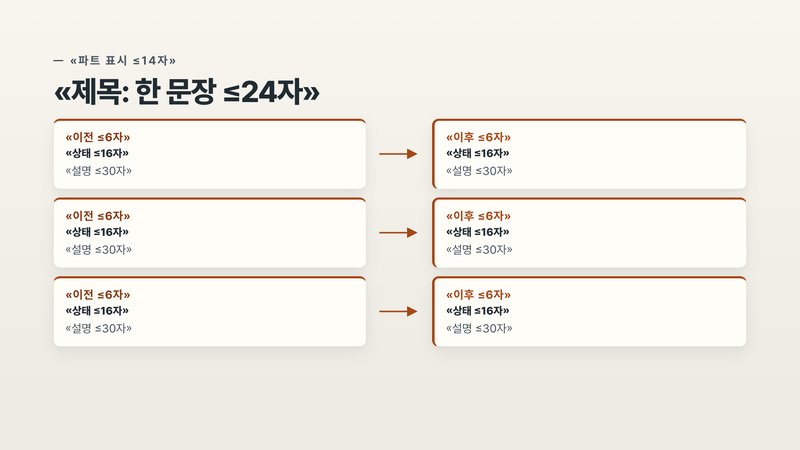 — «파트 표시 ≤14자»
«제목: 한 문장 ≤24자»
«이전 ≤6자»
«상태 ≤16자»
«설명 ≤30자»
«이후 ≤6자»
«상태 ≤16자»
«설명 ≤30자»
«이전 ≤6자»
«상태 ≤16자»
«설명 ≤30자»
«이후 ≤6자»
«상태 ≤16자»
«설명 ≤30자»
«이전 ≤6자»
«상태 ≤16자»
«설명 ≤30자»
«이후 ≤6자»
«상태 ≤16자»
«설명 ≤30자»